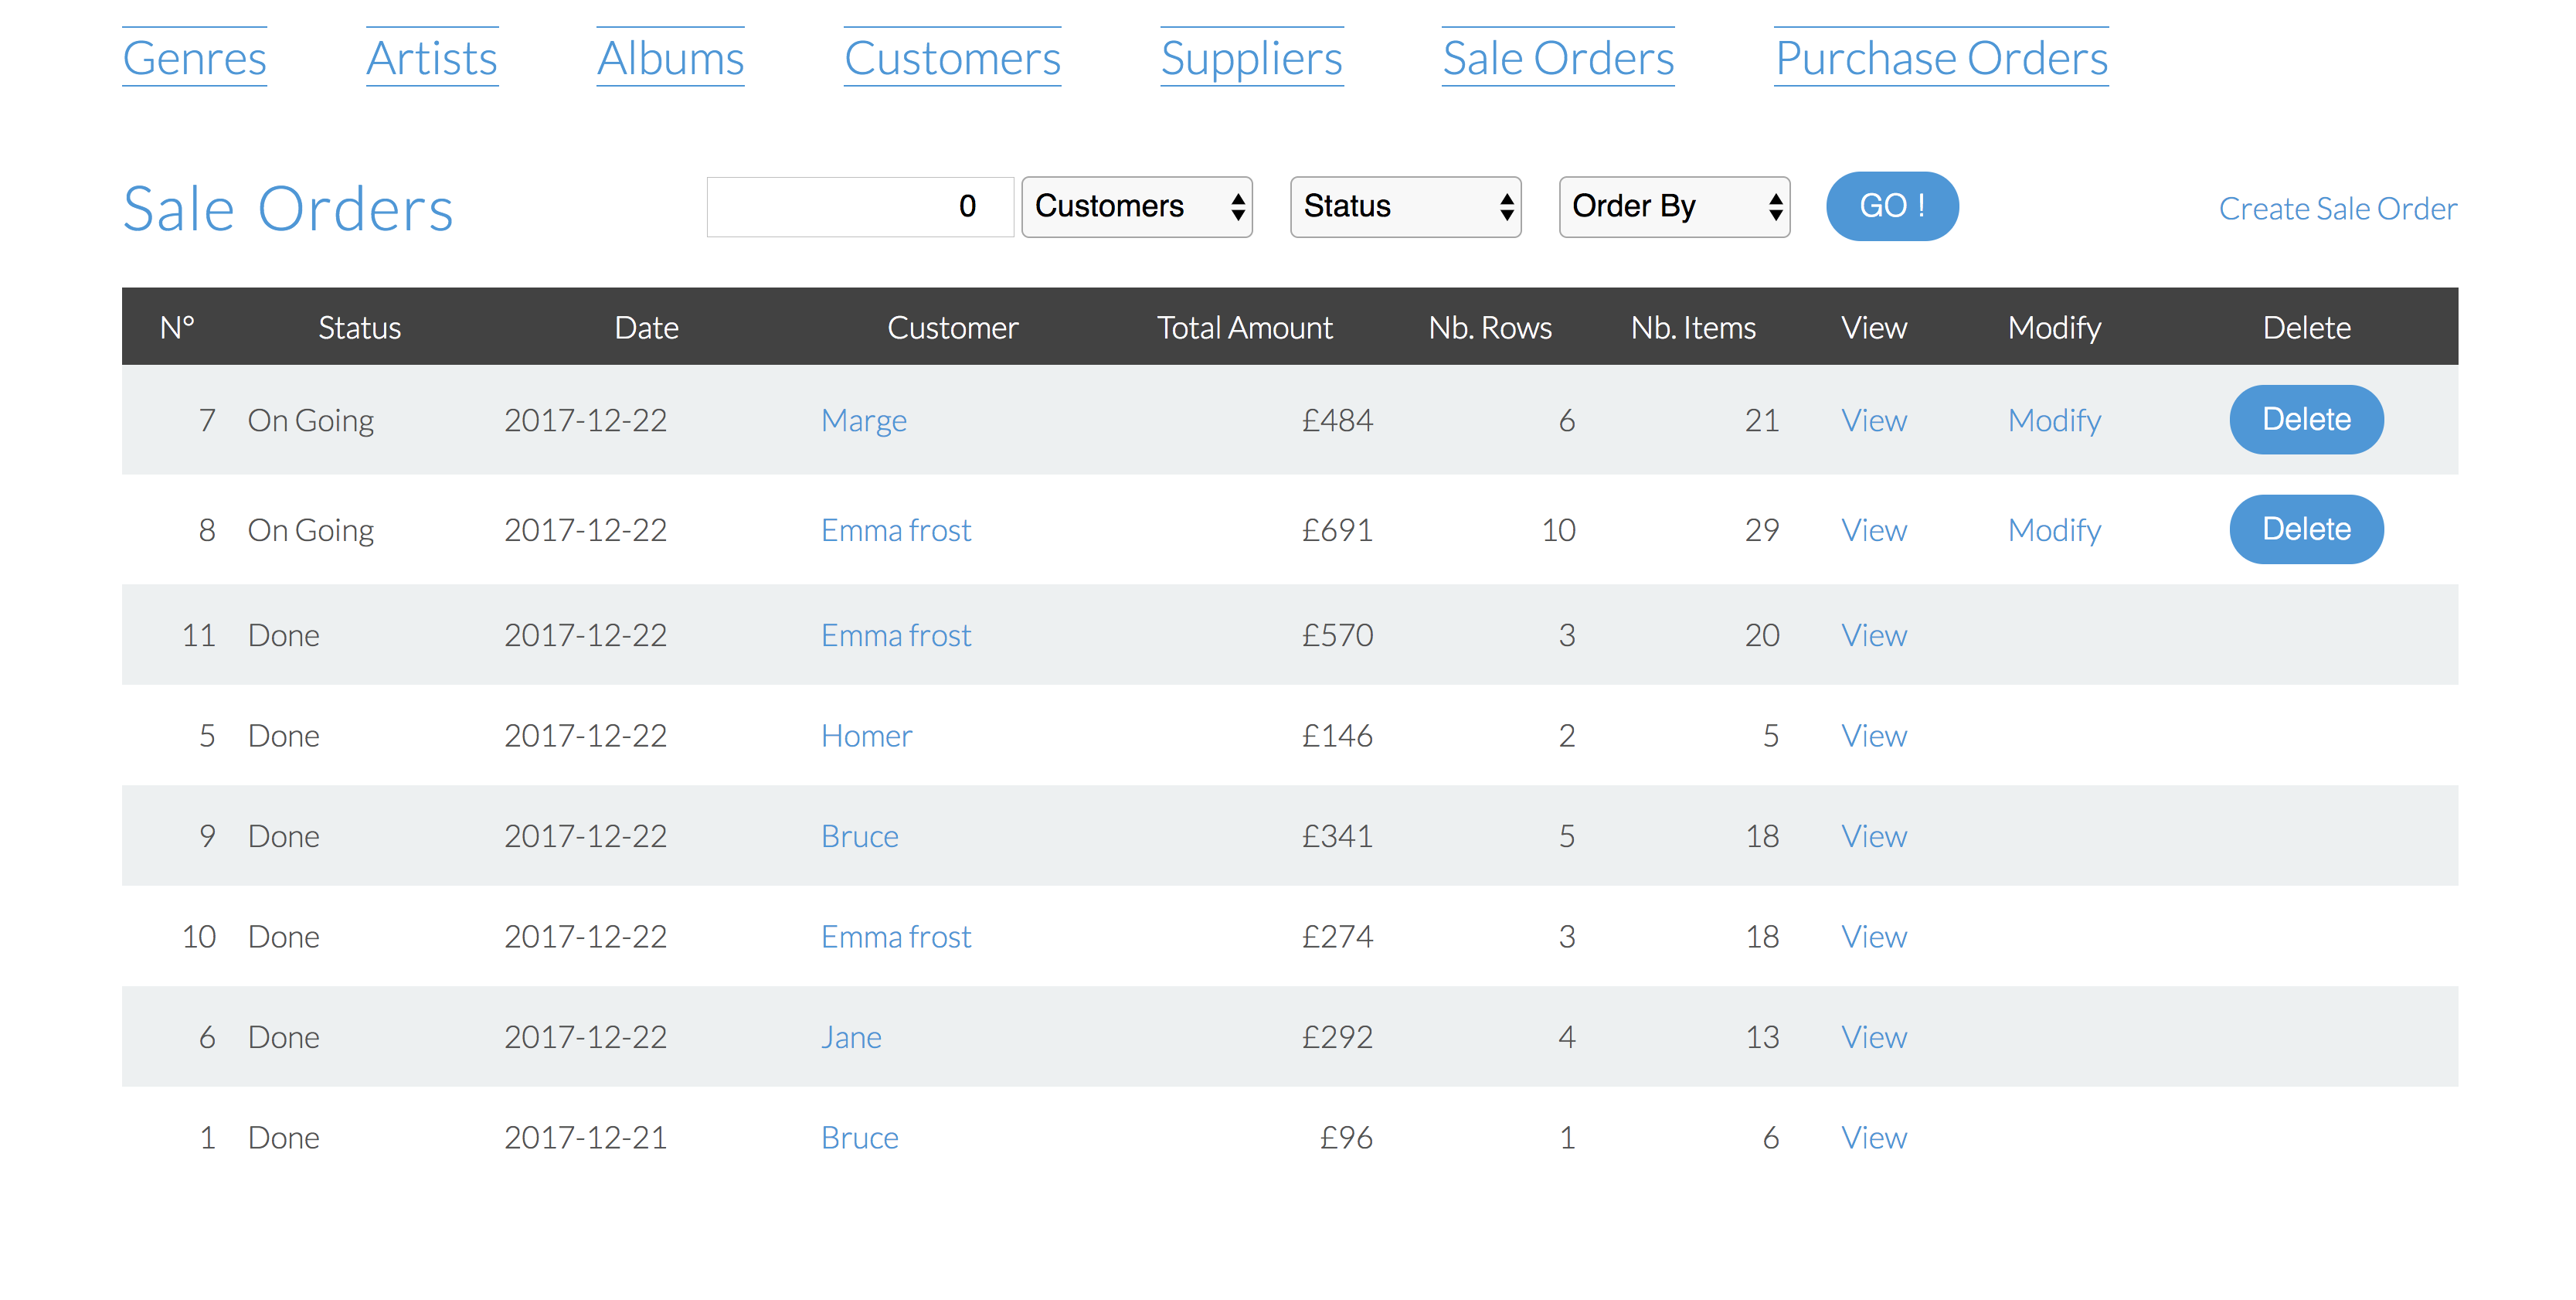 Genres Artists Albums Customers Suppliers Sale Orders Purchase Orders
Sale Orders 0 Customers Status Order By GO ! Create Sale Order
N° Status Date Customer Total Amount Nb. Rows Nb. Items View Modify Delete
7 On Going 2017-12-22 Marge £484 6 21 View Modify Delete
8 On Going 2017-12-22 Emma frost £691 10 29 View Modify Delete
11 Done 2017-12-22 Emma frost £570 3 20 View
5 Done 2017-12-22 Homer £146 2 5 View
9 Done 2017-12-22 Bruce £341 5 18 View
10 Done 2017-12-22 Emma frost £274 3 18 View
6 Done 2017-12-22 Jane £292 4 13 View
1 Done 2017-12-21 Bruce £96 1 6 View